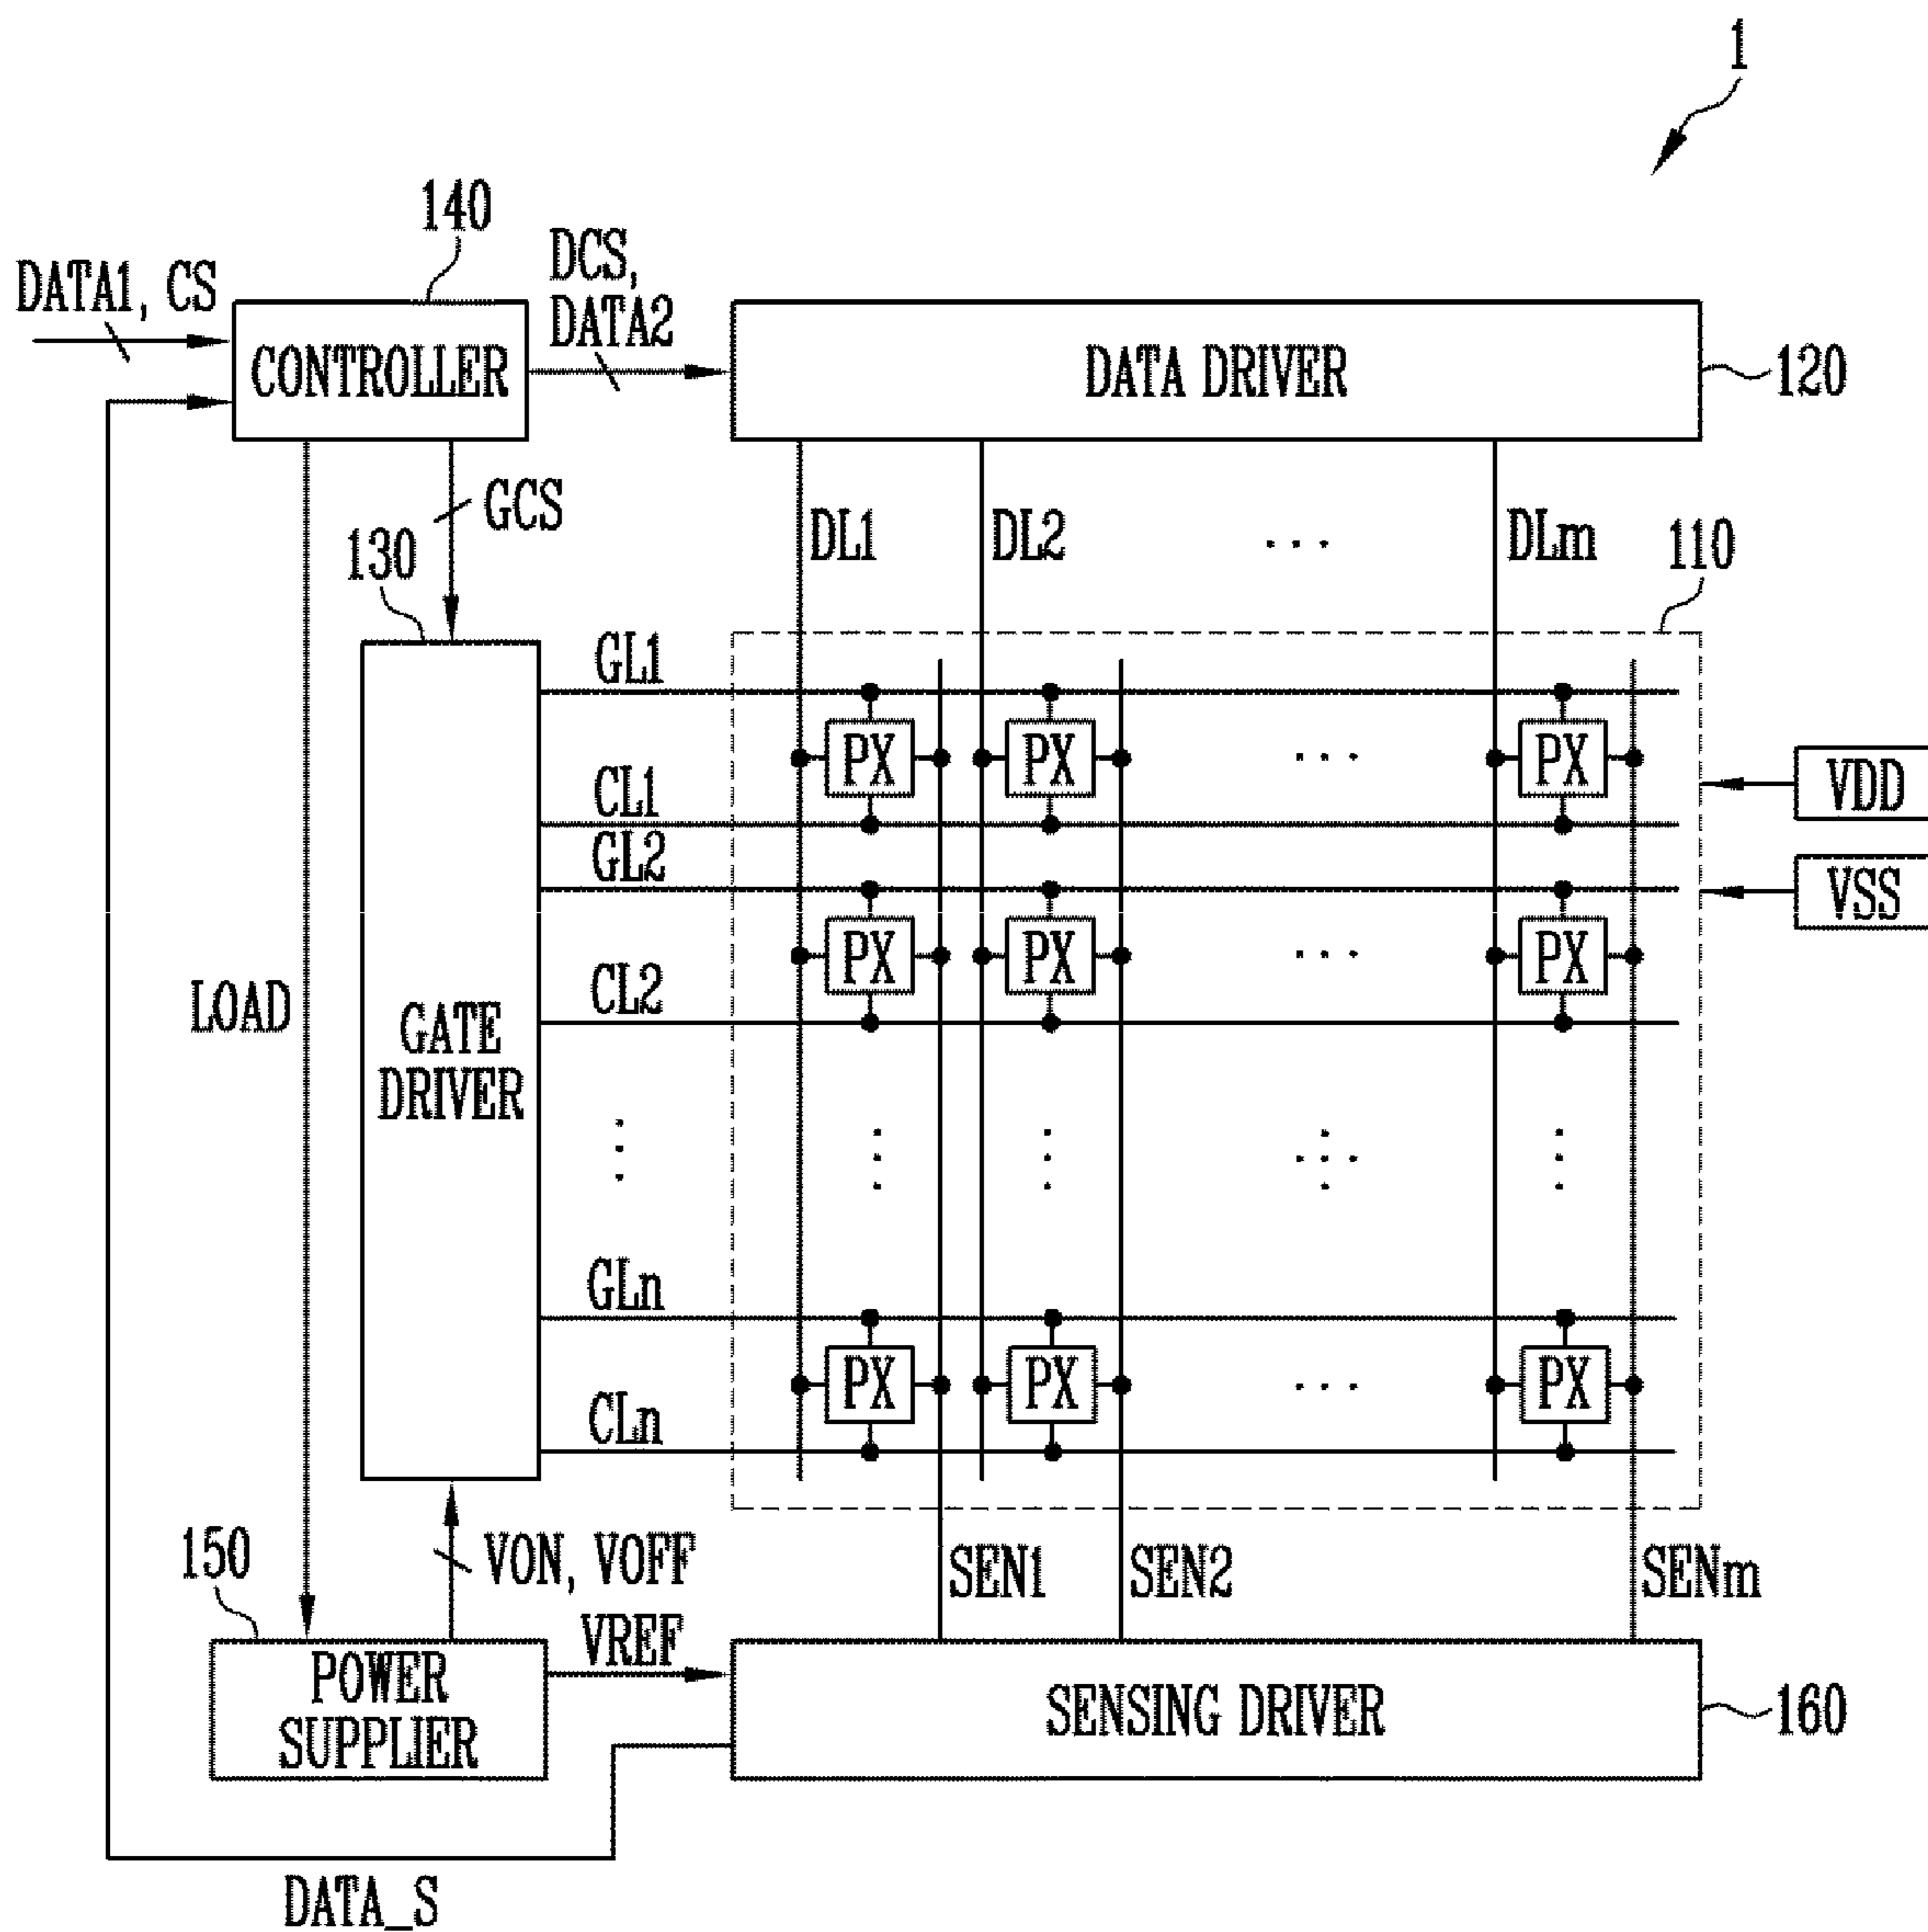 1
140
DATA1, CS
DCS,
DATA2
CONTROLLER
DATA DRIVER
120
GCS
DL1
DL2
...
DLm
110
130
GL1
PX
PX
...
PX
VDD
CL1
GL2
VSS
PX
PX
...
PX
LOAD
CL2
GATE
DRIVER
GLn
PX
PX
...
PX
CLn
150
VON, VOFF
SEN1
SEN2
SENm
VREF
POWER
SUPPLIER
SENSING DRIVER
160
DATA_S